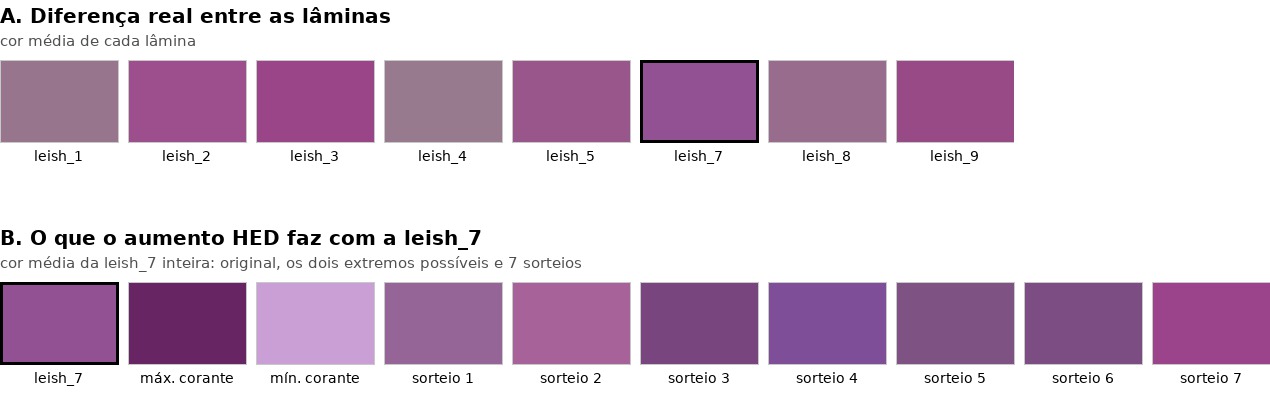 A. Diferença real entre as lâminas
cor média de cada lâmina
leish_1 leish_2 leish_3 leish_4 leish_5 leish_7 leish_8 leish_9
B. O que o aumento HED faz com a leish_7
cor média da leish_7 inteira: original, os dois extremos possíveis e 7 sorteios
leish_7 máx. corante mín. corante sorteio 1 sorteio 2 sorteio 3 sorteio 4 sorteio 5 sorteio 6 sorteio 7